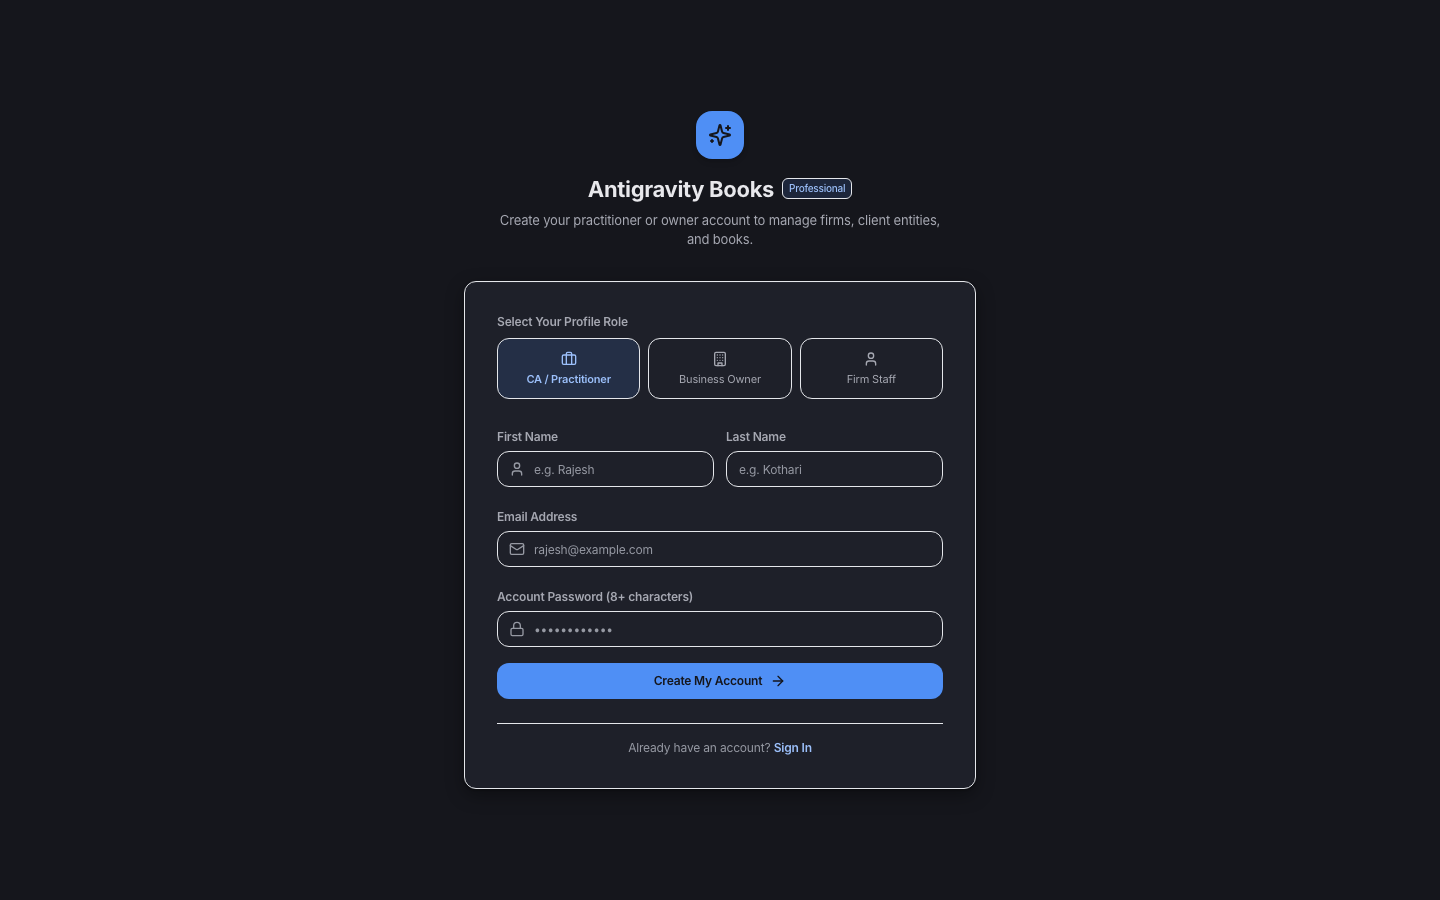 Antigravity Books Professional
Create your practitioner or owner account to manage firms, client entities,
and books.
Select Your Profile Role
CA / Practitioner
Business Owner
Firm Staff
First Name
Last Name
e.g. Rajesh
e.g. Kothari
Email Address
rajesh@example.com
Account Password (8+ characters)
••••••••••••
Create My Account
Already have an account? Sign In